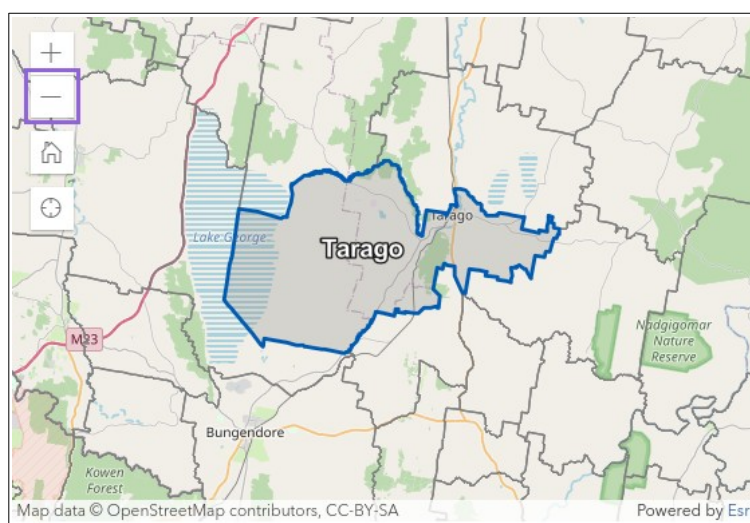 Tarago
Lake George
Tarago
M23
Nadgigomar
Nature
Reserve
Bungendore
Kowen
Forest
Map data © OpenStreetMap contributors, CC-BY-SA
Powered by Esr